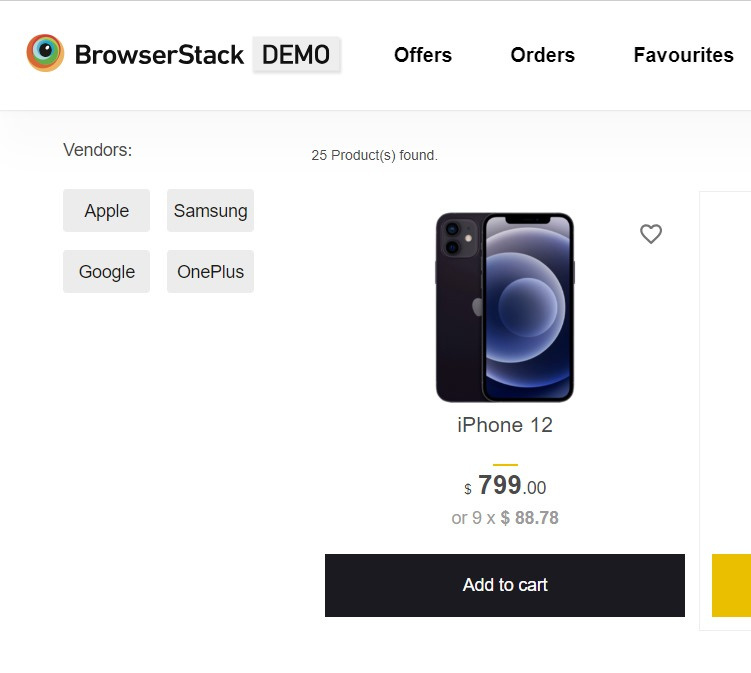 BrowserStack DEMO Offers Orders Favourites
Vendors:
25 Product(s) found.
Apple Samsung
Google OnePlus
iPhone 12
$ 799.00
or 9 x $ 88.78
Add to cart